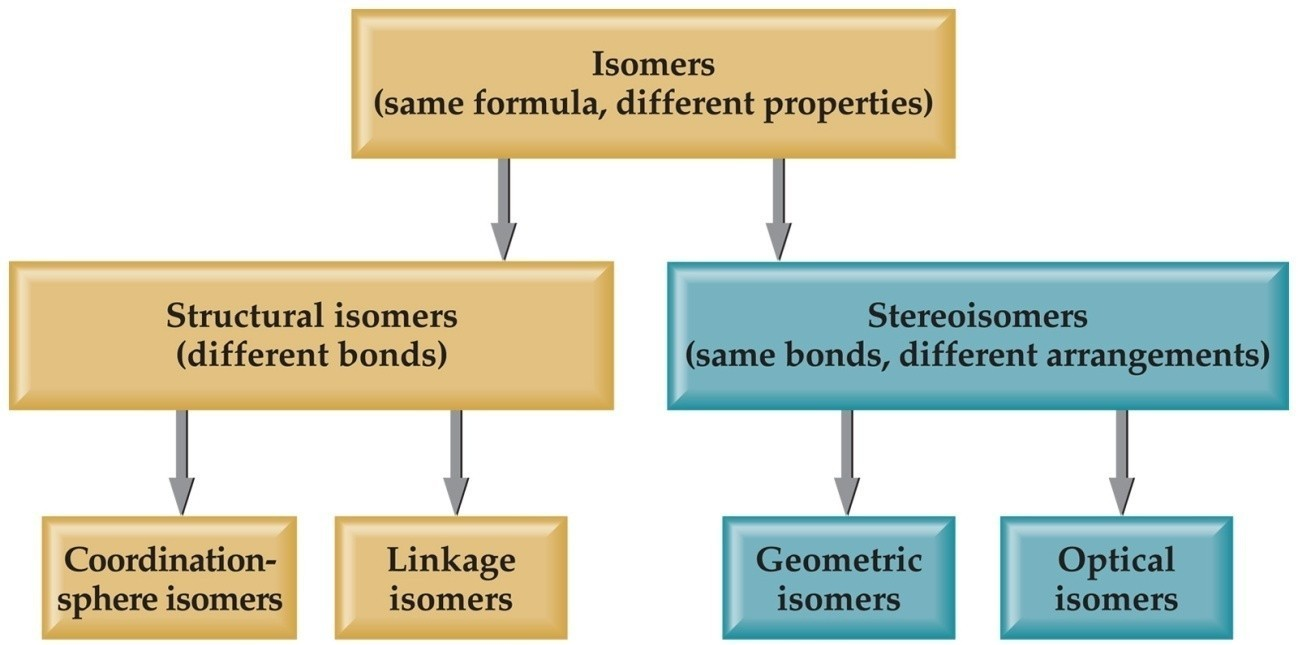 Isomers
(same formula, different properties)
Structural isomers
(different bonds)
Stereoisomers
(same bonds, different arrangements)
Coordination-
sphere isomers
Linkage
isomers
Geometric
isomers
Optical
isomers